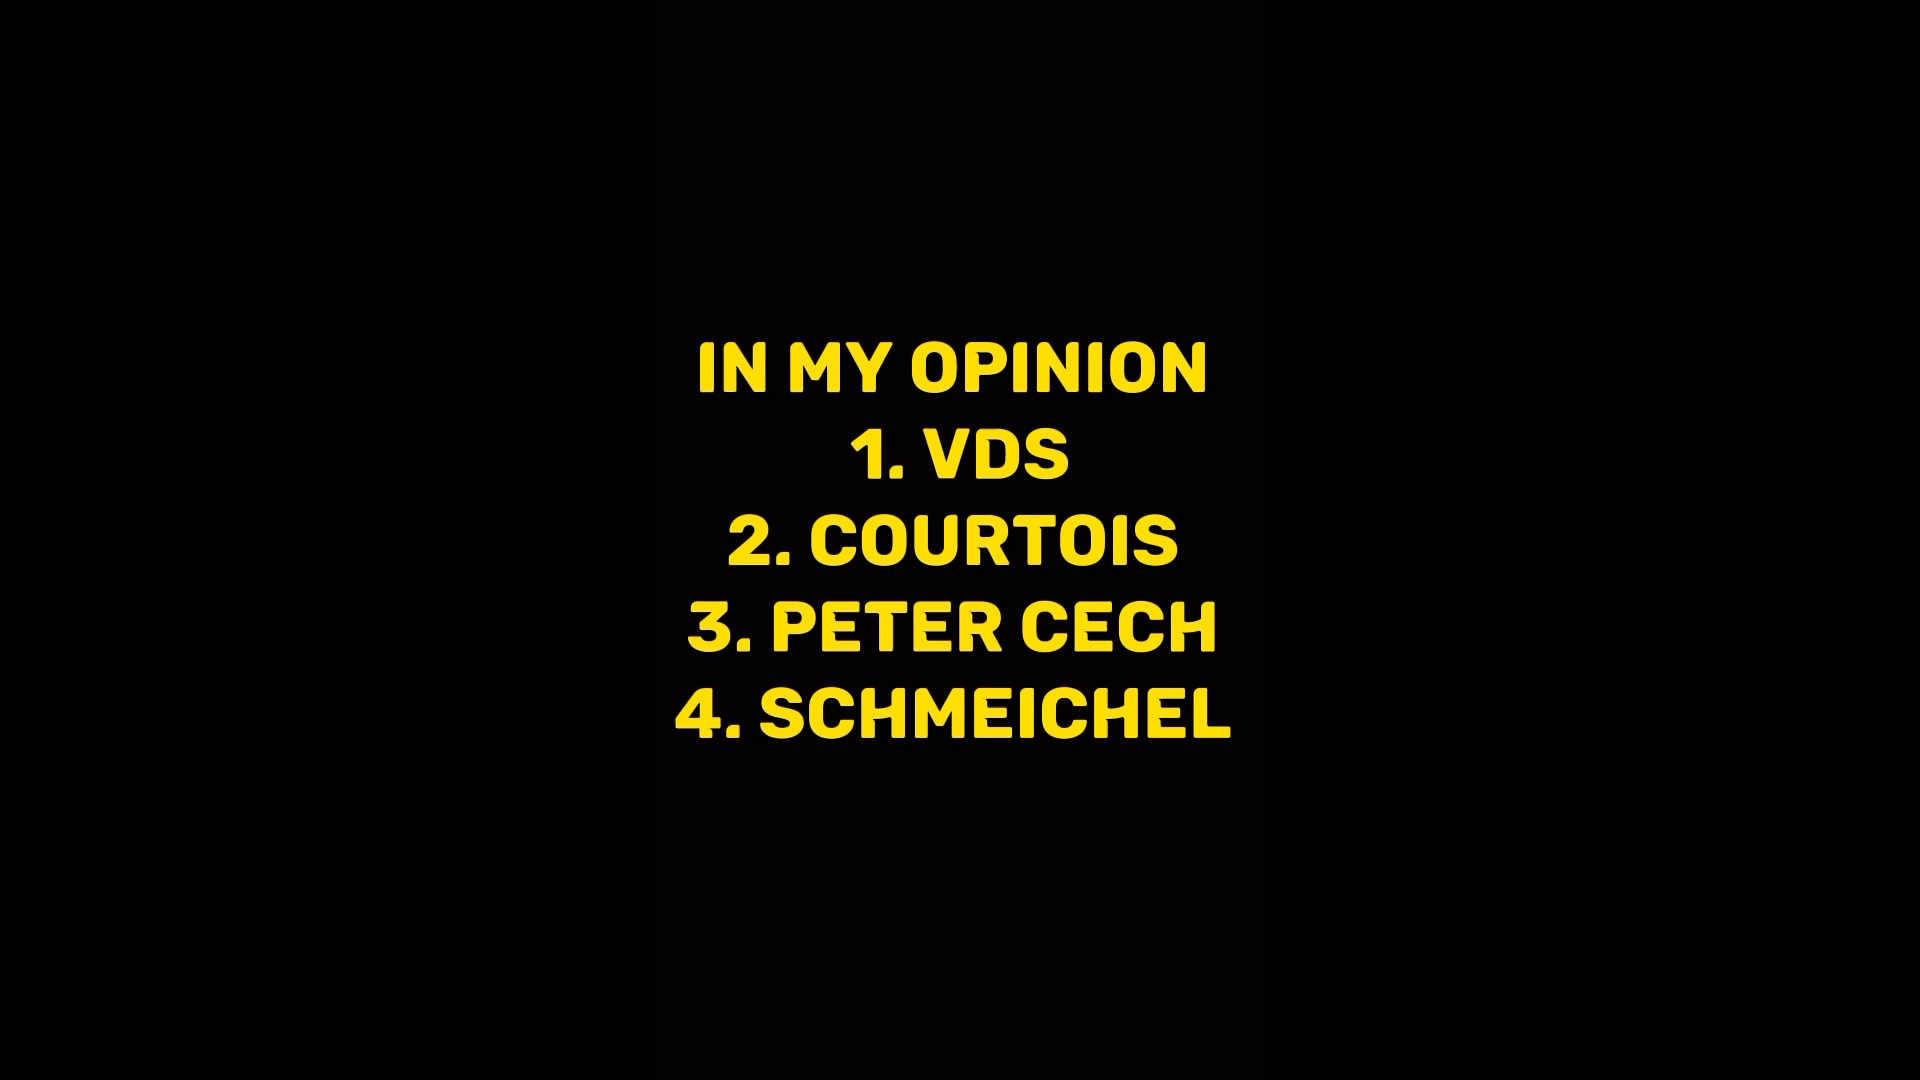 IN MY OPINION
1. VDS
2. COURTOIS
3. PETER CECH
4. SCHMEICHEL